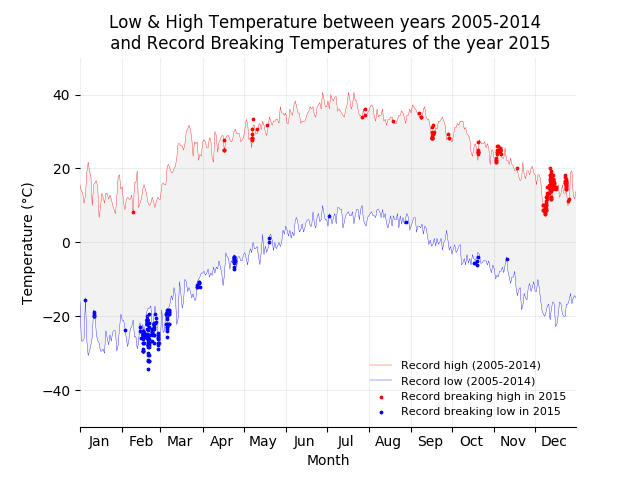 Low & High Temperature between years 2005-2014
and Record Breaking Temperatures of the year 2015
Temperature (°C)
40
20
0
−20
−40
Record high (2005-2014)
Record low (2005-2014)
Record breaking high in 2015
Record breaking low in 2015
Jan Feb Mar Apr May Jun Jul Aug Sep Oct Nov Dec
Month